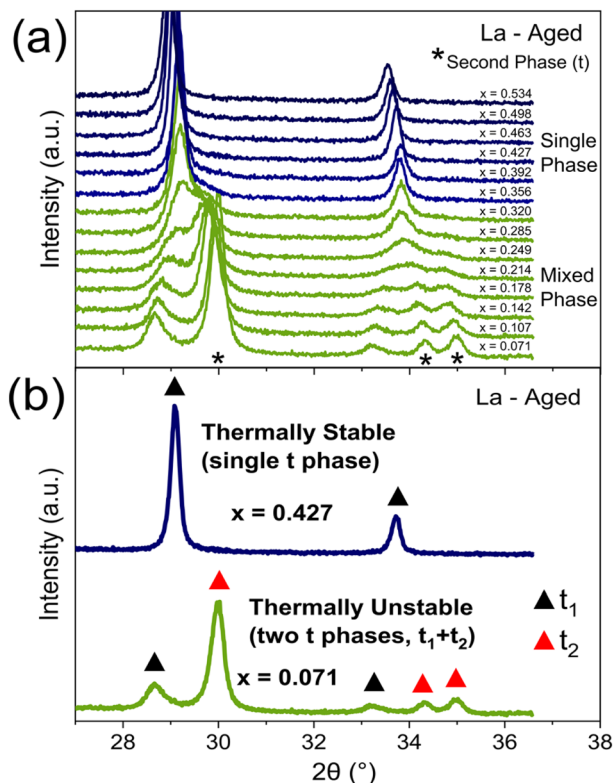 (a)
La - Aged
*Second Phase (t)
x = 0.534
x = 0.498
x = 0.463
Single
x = 0.427
Phase
x = 0.392
x = 0.356
x = 0.320
x = 0.285
x = 0.249
x = 0.214
Mixed
x = 0.178
Phase
x = 0.142
x = 0.107
x = 0.071
* * *
Intensity (a.u.)
(b)
La - Aged
Thermally Stable
(single t phase)
x = 0.427
Thermally Unstable
(two t phases, t₁+t₂)
x = 0.071
t₁
t₂
Intensity (a.u.)
28 30 32 34 36 38
2θ (°)